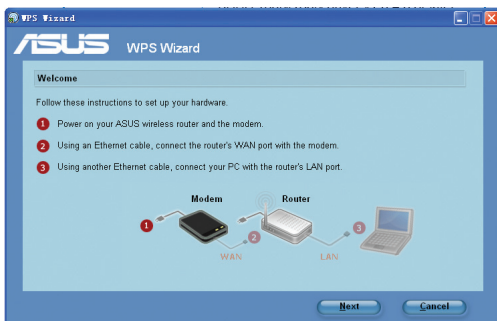 WPS Wizard
ASUS WPS Wizard
Welcome
Follow these instructions to set up your hardware.
1 Power on your ASUS wireless router and the modem.
2 Using an Ethernet cable, connect the router's WAN port with the modem.
3 Using another Ethernet cable, connect your PC with the router's LAN port.
Modem Router
1 2 3
WAN LAN
Next Cancel